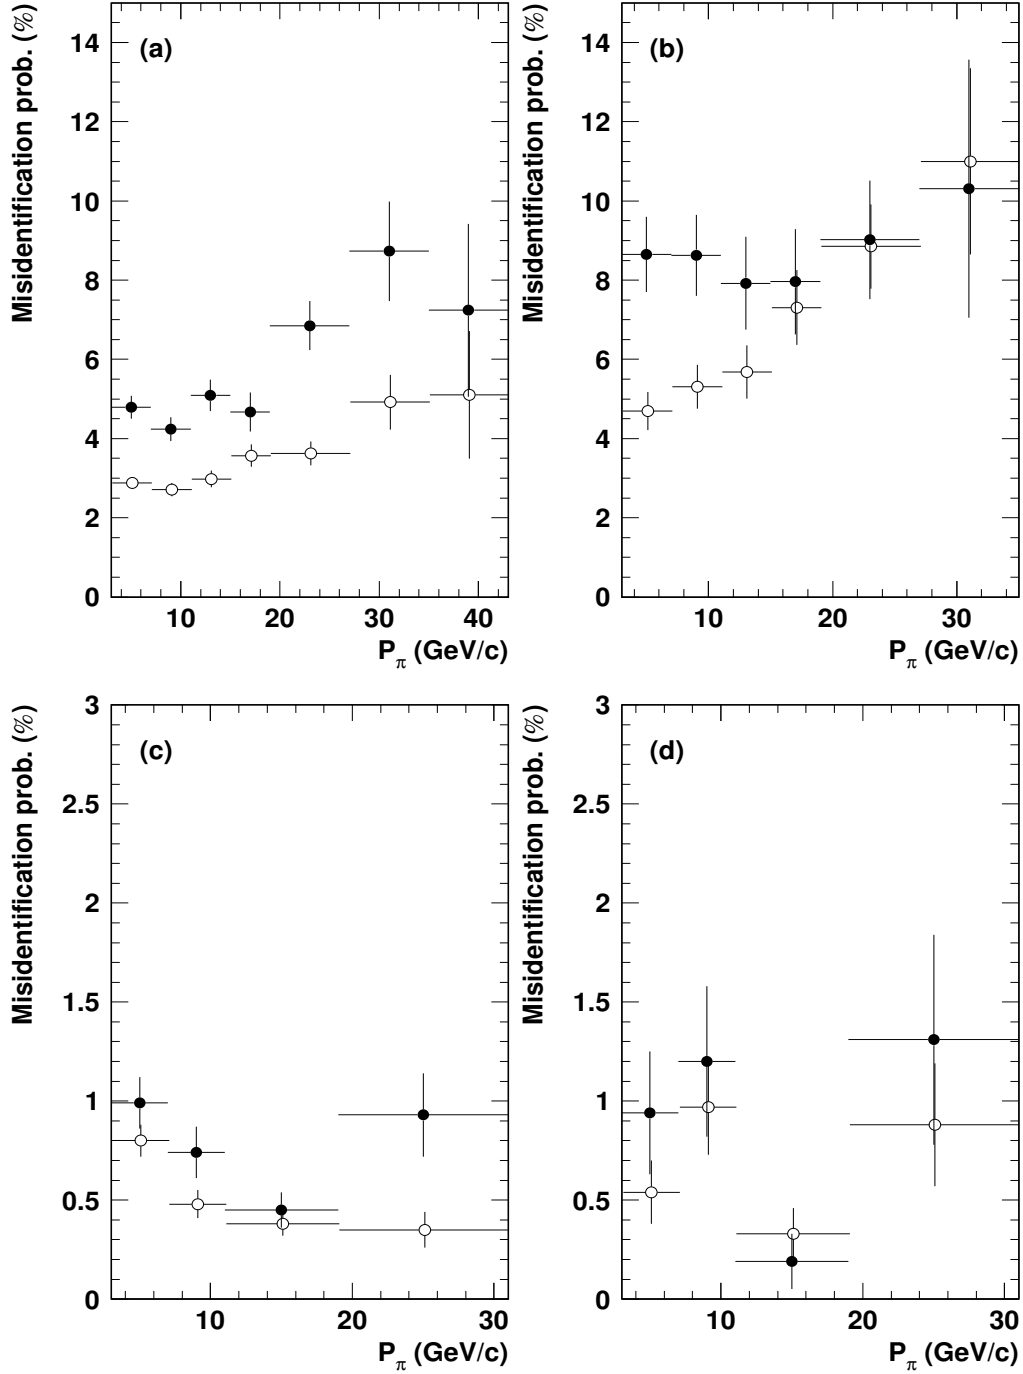 Misidentification prob. (%)
(a)
14
12
10
8
6
4
2
0
10 20 30 40
P_π (GeV/c)
Misidentification prob. (%)
(b)
14
12
10
8
6
4
2
0
10 20 30
P_π (GeV/c)
Misidentification prob. (%)
(c)
3
2.5
2
1.5
1
0.5
0
10 20 30
P_π (GeV/c)
Misidentification prob. (%)
(d)
3
2.5
2
1.5
1
0.5
0
10 20 30
P_π (GeV/c)